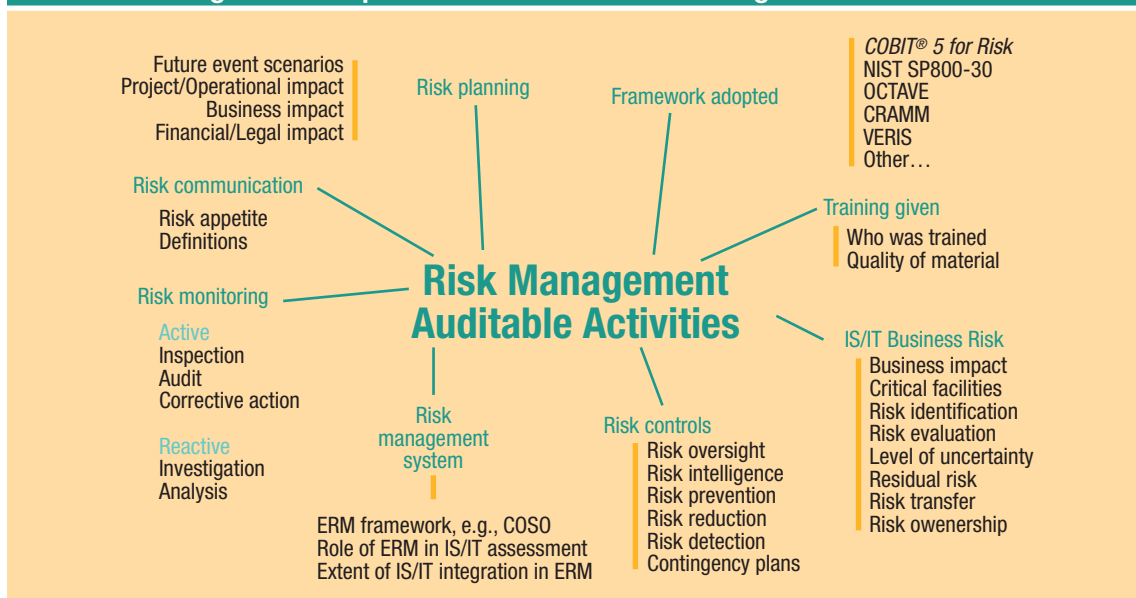 Future event scenarios
Project/Operational impact
Business impact
Financial/Legal impact
Risk planning
Framework adopted
COBIT® 5 for Risk
NIST SP800-30
OCTAVE
CRAMM
VERIS
Other…
Risk communication
Risk appetite
Definitions
Training given
Who was trained
Quality of material
Risk Management
Auditable Activities
Risk monitoring
Active
Inspection
Audit
Corrective action
Reactive
Investigation
Analysis
Risk
management
system
ERM framework, e.g., COSO
Role of ERM in IS/IT assessment
Extent of IS/IT integration in ERM
Risk controls
Risk oversight
Risk intelligence
Risk prevention
Risk reduction
Risk detection
Contingency plans
IS/IT Business Risk
Business impact
Critical facilities
Risk identification
Risk evaluation
Level of uncertainty
Residual risk
Risk transfer
Risk owenership